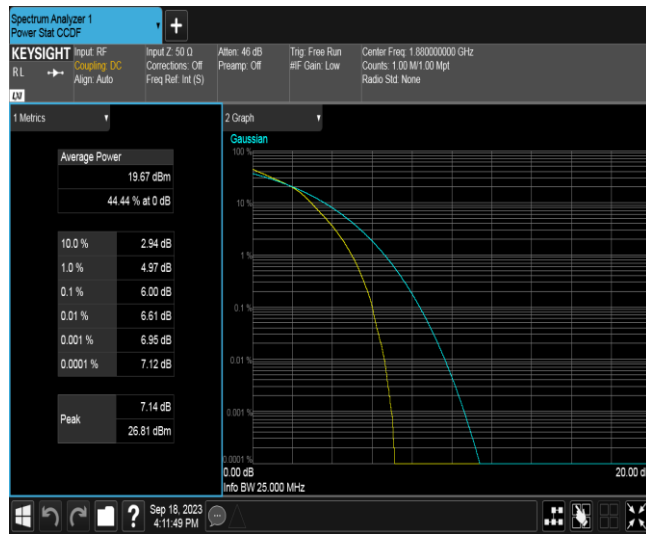 Spectrum Analyzer 1
Power Stat CCDF
+
KEYSIGHT
RL
LXI
Input: RF
Coupling: DC
Align: Auto
Input Z: 50 Ω
Corrections: Off
Freq Ref: Int (S)
Atten: 46 dB
Preamp: Off
Trig: Free Run
#IF Gain: Low
Center Freq: 1.880000000 GHz
Counts: 1.00 M/1.00 Mpt
Radio Std: None
1 Metrics
Average Power
19.67 dBm
44.44 % at 0 dB
10.0 % 2.94 dB
1.0 % 4.97 dB
0.1 % 6.00 dB
0.01 % 6.61 dB
0.001 % 6.95 dB
0.0001 % 7.12 dB
Peak
7.14 dB
26.81 dBm
2 Graph
Gaussian
100 %
10 %
1 %
0.1 %
0.01 %
0.001 %
0.0001 %
0.00 dB
20.00 d
Info BW 25.000 MHz
?
Sep 18, 2023
4:11:49 PM